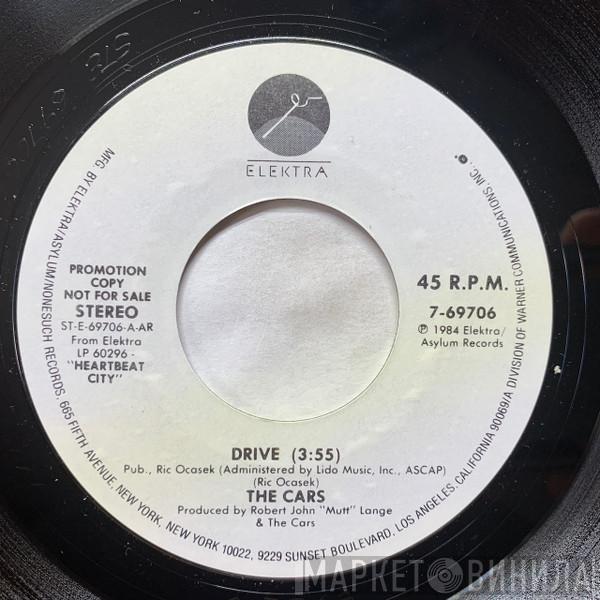 ELEKTRA
PROMOTION
COPY
NOT FOR SALE
STEREO
ST-E-69706-A-AR
From Elektra
LP 60296 -
"HEARTBEAT
CITY"
45 R.P.M.
7-69706
℗ 1984 Elektra/
Asylum Records
DRIVE (3:55)
Pub., Ric Ocasek (Administered by Lido Music, Inc., ASCAP)
(Ric Ocasek)
THE CARS
Produced by Robert John "Mutt" Lange
& The Cars
MFG. BY ELEKTRA/ASYLUM/NONESUCH RECORDS. 665 FIFTH AVENUE, NEW YORK, NEW YORK 10022, 9229 SUNSET BOULEVARD, LOS ANGELES, CALIFORNIA 90069/A DIVISION OF WARNER COMMUNICATIONS, INC.
МАРКЕТ ВИНИЛА